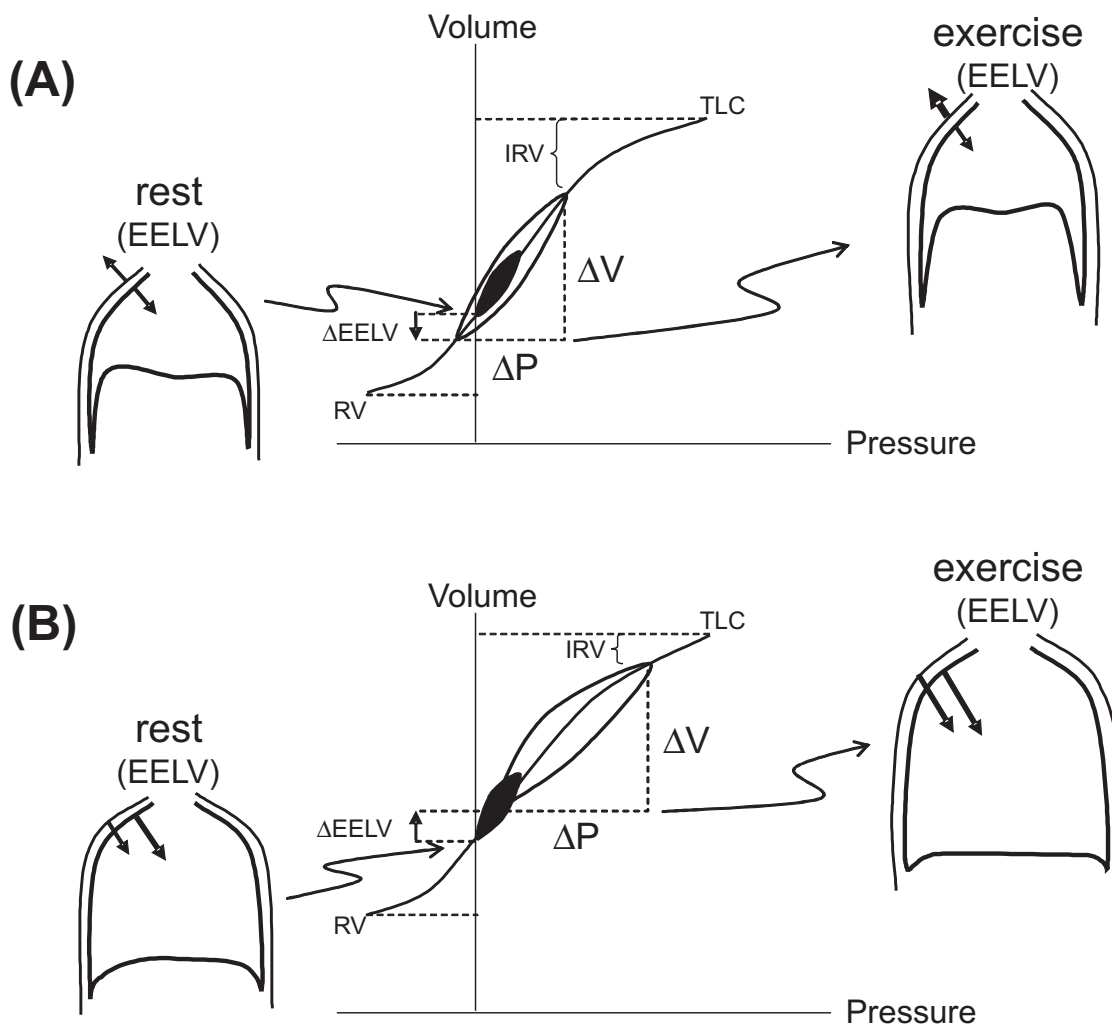 (A)
Volume
exercise
(EELV)
TLC
IRV
rest
(EELV)
ΔV
ΔEELV
ΔP
RV
Pressure
(B)
Volume
exercise
(EELV)
TLC
IRV
rest
(EELV)
ΔV
ΔEELV
ΔP
RV
Pressure